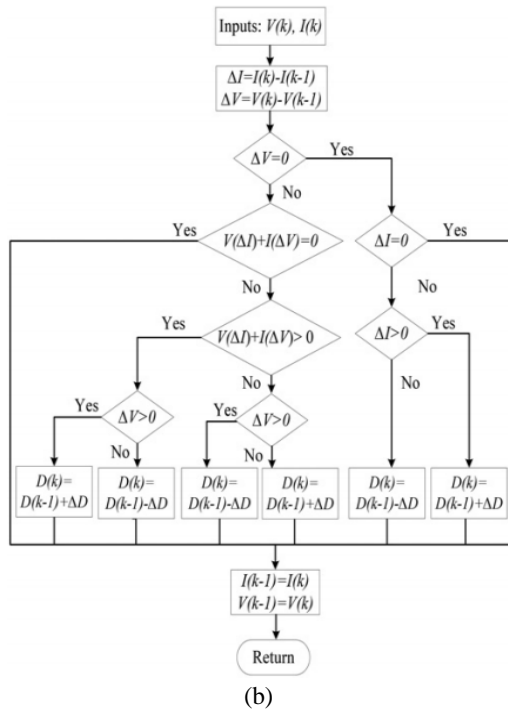 Inputs: V(k), I(k)
ΔI=I(k)-I(k-1)
ΔV=V(k)-V(k-1)
ΔV=0
Yes
No
Yes
V(ΔI)+I(ΔV)=0
ΔI=0
Yes
No
No
Yes
V(ΔI)+I(ΔV)> 0
ΔI>0
Yes
No
No
Yes
ΔV>0
Yes
ΔV>0
No
No
D(k)=
D(k-1)+ΔD
D(k)=
D(k-1)-ΔD
D(k)=
D(k-1)-ΔD
D(k)=
D(k-1)+ΔD
D(k)=
D(k-1)-ΔD
D(k)=
D(k-1)+ΔD
I(k-1)=I(k)
V(k-1)=V(k)
Return
(b)